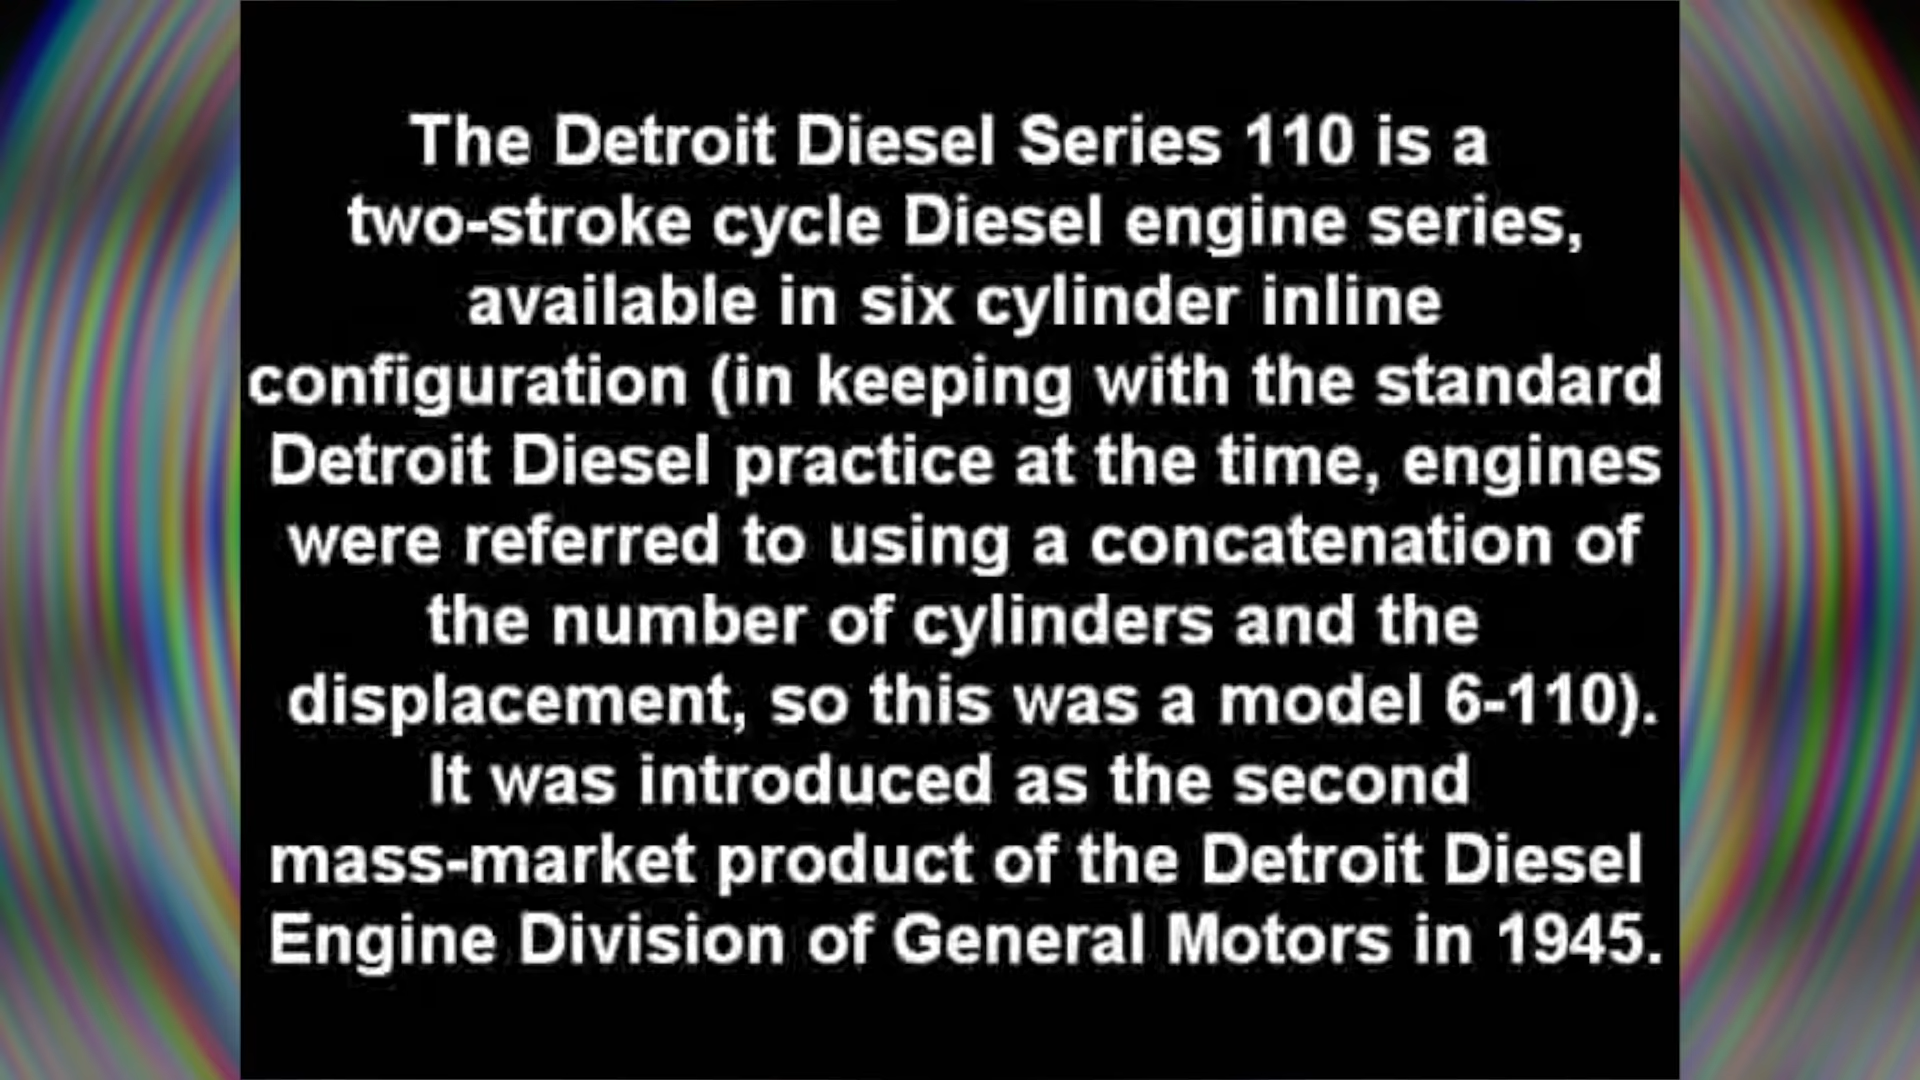 The Detroit Diesel Series 110 is a
two-stroke cycle Diesel engine series,
available in six cylinder inline
configuration (in keeping with the standard
Detroit Diesel practice at the time, engines
were referred to using a concatenation of
the number of cylinders and the
displacement, so this was a model 6-110).
It was introduced as the second
mass-market product of the Detroit Diesel
Engine Division of General Motors in 1945.